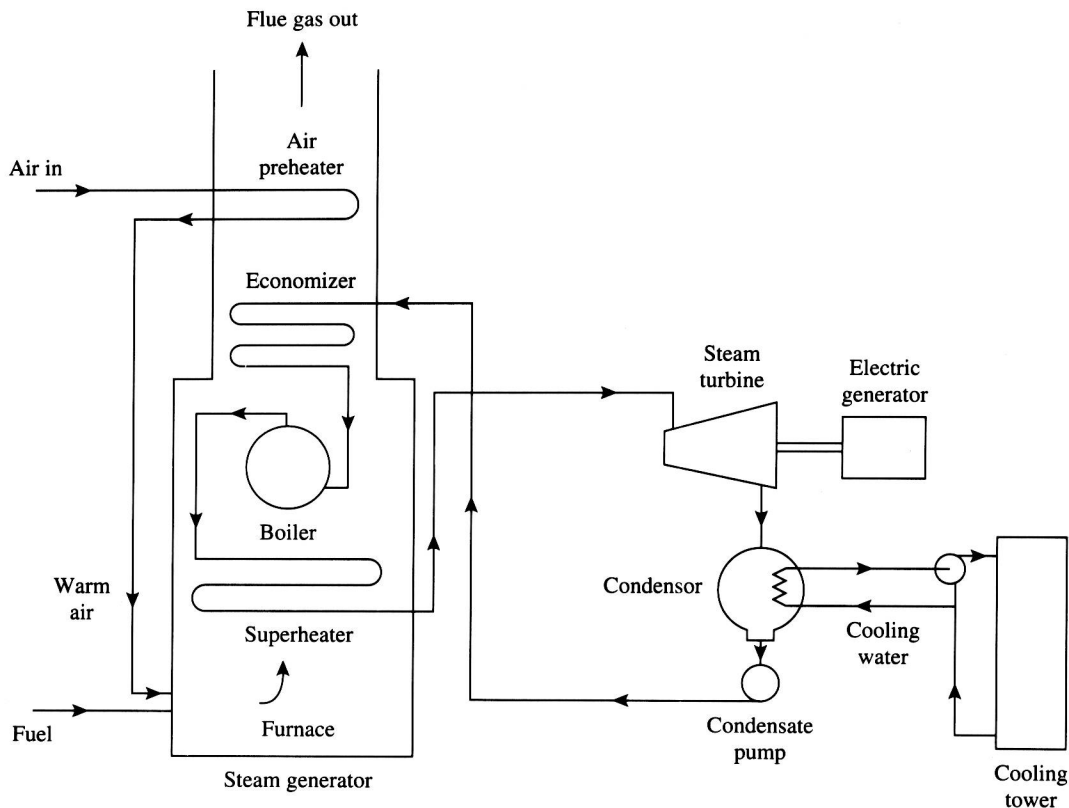 Flue gas out
Air
preheater
Air in
Economizer
Steam
turbine
Electric
generator
Boiler
Condensor
Warm
air
Superheater
Cooling
water
Fuel
Furnace
Condensate
pump
Steam generator
Cooling
tower